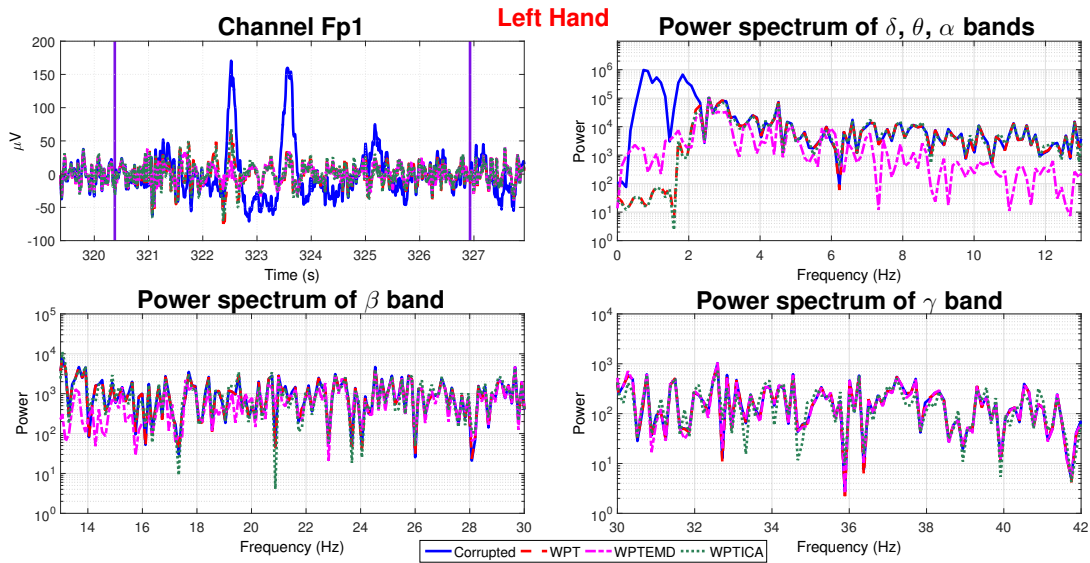 Left Hand
Channel Fp1
200
150
100
50
0
-50
-100
μV
320 321 322 323 324 325 326 327
Time (s)
Power spectrum of δ, θ, α bands
10^6
10^5
10^4
10^3
10^2
10^1
10^0
Power
0 2 4 6 8 10 12
Frequency (Hz)
Power spectrum of β band
10^5
10^4
10^3
10^2
10^1
10^0
Power
14 16 18 20 22 24 26 28 30
Frequency (Hz)
Power spectrum of γ band
10^4
10^3
10^2
10^1
10^0
Power
30 32 34 36 38 40 42
Frequency (Hz)
Corrupted WPT WPTEMD WPTICA